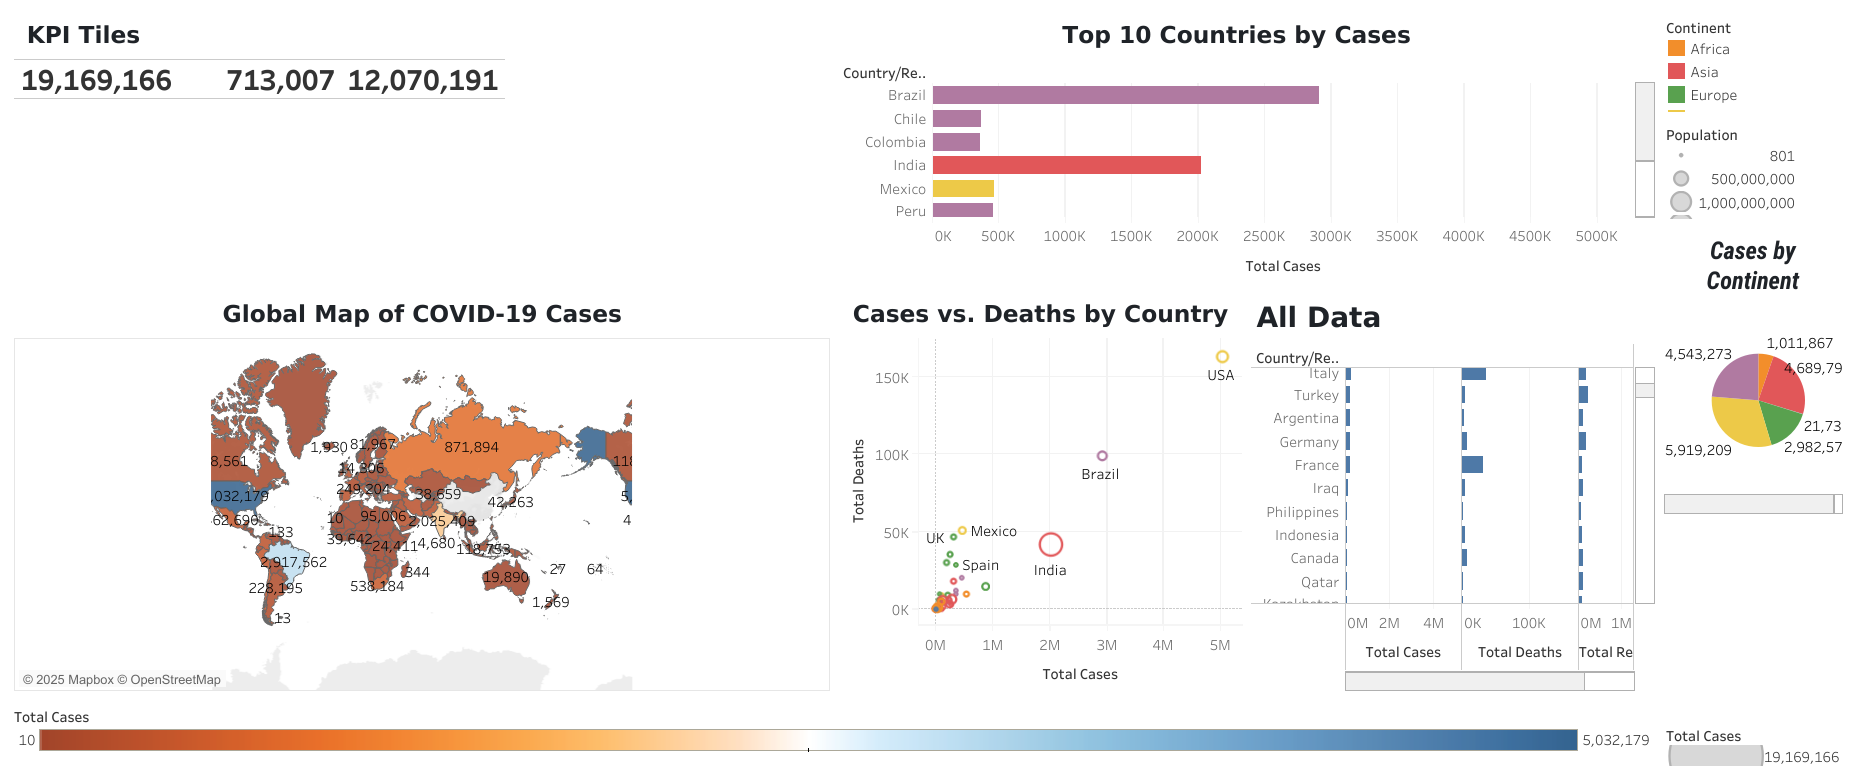 KPI Tiles
19,169,166 713,007 12,070,191
Top 10 Countries by Cases
Country/Re..
Brazil
Chile
Colombia
India
Mexico
Peru
0K 500K 1000K 1500K 2000K 2500K 3000K 3500K 4000K 4500K 5000K
Total Cases
Continent
Africa
Asia
Europe
Population
801
500,000,000
1,000,000,000
Cases by
Continent
1,011,867
4,543,273
4,689,79
21,73
2,982,57
5,919,209
Global Map of COVID-19 Cases
1,930
81,967
871,894
8,561
118
14,306
249,204
38,659
,032,179
42,263
5,
62,690
10
95,006
2,025,409
4
133
39,642
24,411
4,680
118,753
2,917,562
344
19,890
27
64
228,195
538,184
1,569
13
© 2025 Mapbox © OpenStreetMap
Cases vs. Deaths by Country
Total Deaths
150K
100K
50K
0K
USA
Brazil
Mexico
UK
India
Spain
0M 1M 2M 3M 4M 5M
Total Cases
All Data
Country/Re..
Italy
Turkey
Argentina
Germany
France
Iraq
Philippines
Indonesia
Canada
Qatar
Kazakhstan
0M 2M 4M 0K 100K 0M 1M
Total Cases Total Deaths Total Re
Total Cases
10 5,032,179
Total Cases
19,169,166